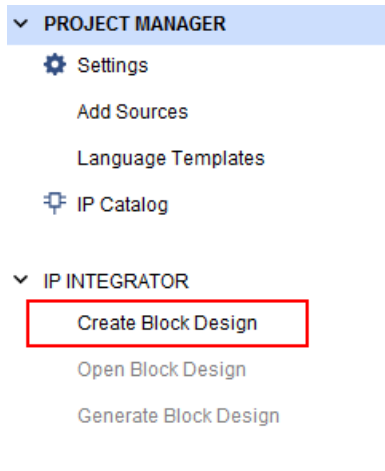 PROJECT MANAGER
Settings
Add Sources
Language Templates
IP Catalog
IP INTEGRATOR
Create Block Design
Open Block Design
Generate Block Design